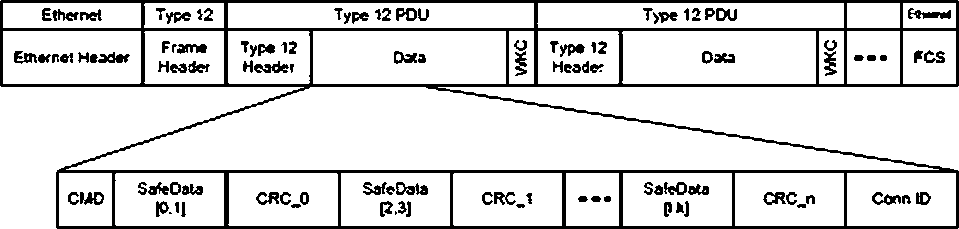 Ethernet Type 12 Type 12 PDU Type 12 PDU Ethernet
Ethernet Header Frame Header Type 12 Header Data WKC Type 12 Header Data WKC FCS
CMD SafeData [0,1] CRC_0 SafeData [2,3] CRC_1 SafeData CRC_n Conn ID